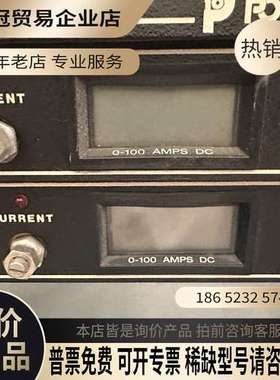 冠贸易企业店
年老店 专业服务
热销
ENT
0-100 AMPS DC
CURRENT
0-100 AMPS DC
186 5232 574
价
本店皆是询价产品 拍前咨询客服
品
普票免费 可开专票 稀缺型号请咨